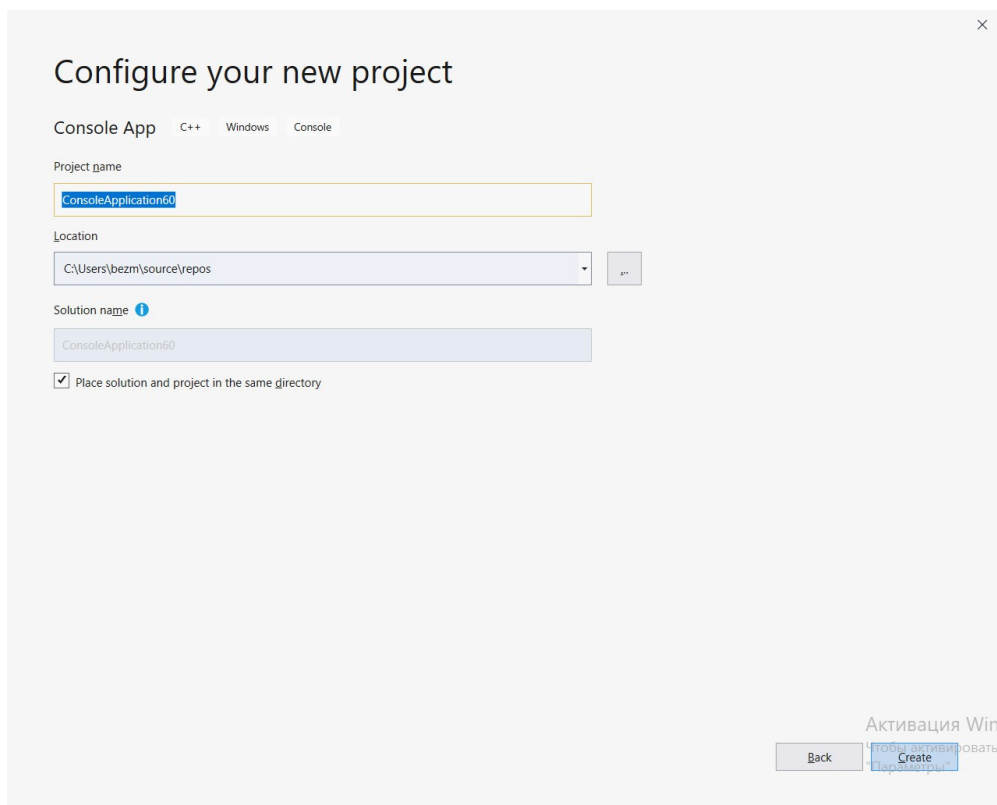 Configure your new project
Console App C++ Windows Console
Project name
ConsoleApplication60
Location
C:\Users\bezm\source\repos
...
Solution name
ConsoleApplication60
Place solution and project in the same directory
Активация Win
Чтобы активировать
"Параметры".
Back Create